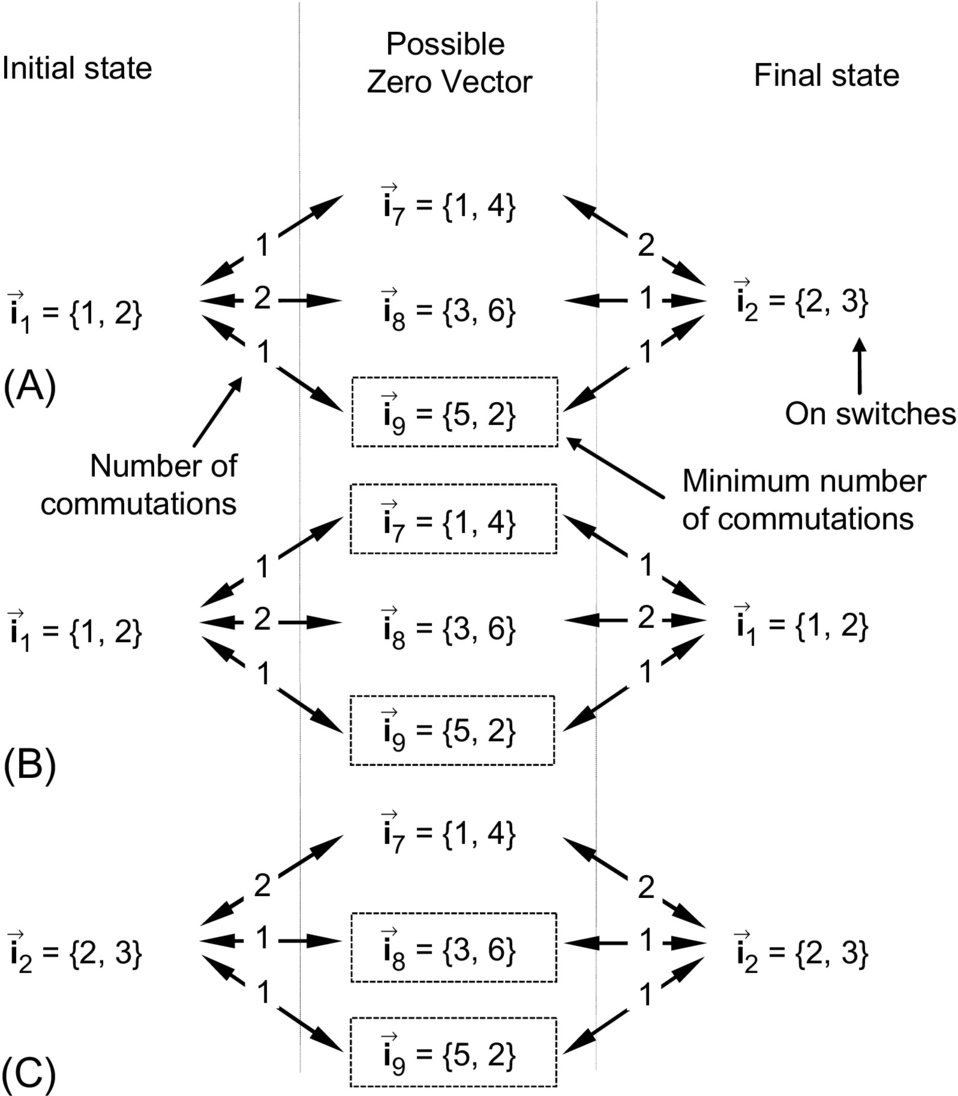 Initial state
Possible
Zero Vector
Final state
i⃗₇ = {1, 4}
1
2
i⃗₁ = {1, 2}
2
i⃗₈ = {3, 6}
1
i⃗₂ = {2, 3}
1
1
(A)
i⃗₉ = {5, 2}
On switches
Number of
commutations
Minimum number
of commutations
i⃗₇ = {1, 4}
1
1
i⃗₁ = {1, 2}
2
i⃗₈ = {3, 6}
2
i⃗₁ = {1, 2}
1
1
i⃗₉ = {5, 2}
(B)
i⃗₇ = {1, 4}
2
2
i⃗₂ = {2, 3}
1
i⃗₈ = {3, 6}
1
i⃗₂ = {2, 3}
1
1
i⃗₉ = {5, 2}
(C)